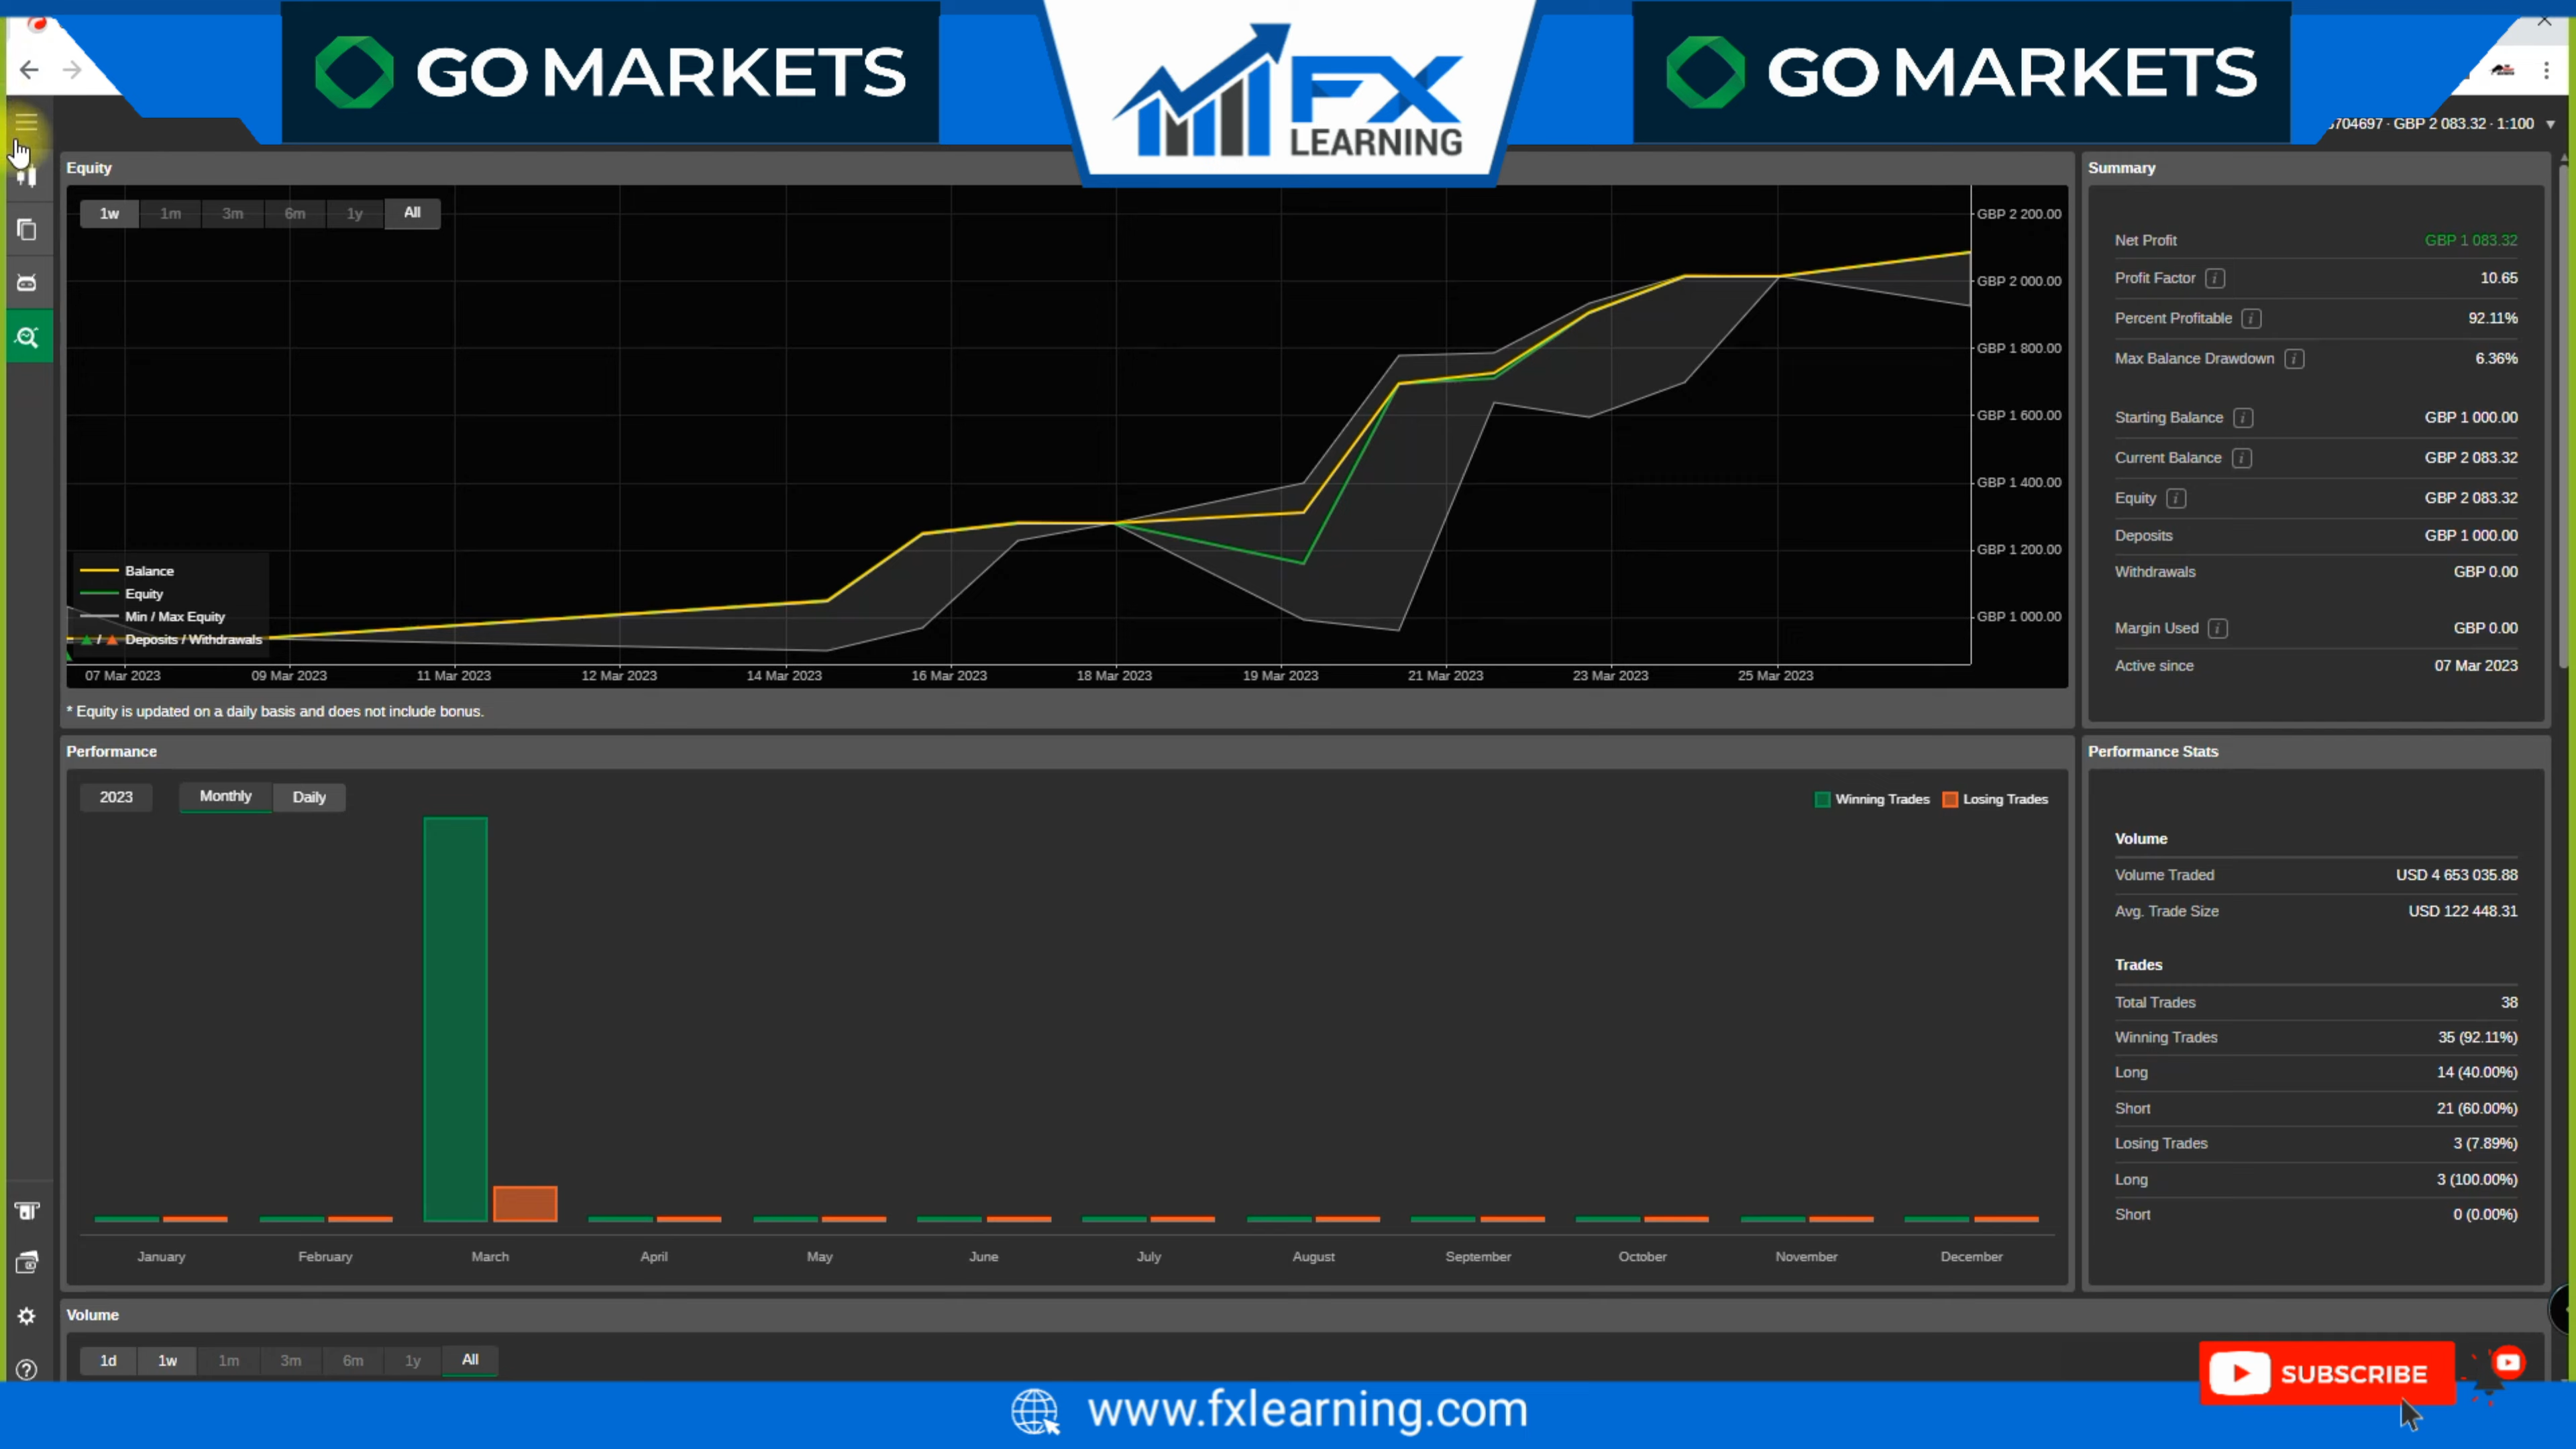 GO MARKETS
FX
LEARNING
GO MARKETS
704697 · GBP 2 083.32 · 1:100
Equity
1w 1m 3m 6m 1y All
GBP 2 200.00
GBP 2 000.00
GBP 1 800.00
GBP 1 600.00
GBP 1 400.00
GBP 1 200.00
GBP 1 000.00
Balance
Equity
Min / Max Equity
/ Deposits / Withdrawals
07 Mar 2023 09 Mar 2023 11 Mar 2023 12 Mar 2023 14 Mar 2023 16 Mar 2023 18 Mar 2023 19 Mar 2023 21 Mar 2023 23 Mar 2023 25 Mar 2023
* Equity is updated on a daily basis and does not include bonus.
Summary
Net Profit GBP 1 083.32
Profit Factor i 10.65
Percent Profitable i 92.11%
Max Balance Drawdown i 6.36%
Starting Balance i GBP 1 000.00
Current Balance i GBP 2 083.32
Equity i GBP 2 083.32
Deposits GBP 1 000.00
Withdrawals GBP 0.00
Margin Used i GBP 0.00
Active since 07 Mar 2023
Performance
2023 Monthly Daily
Winning Trades Losing Trades
January February March April May June July August September October November December
Performance Stats
Volume
Volume Traded USD 4 653 035.88
Avg. Trade Size USD 122 448.31
Trades
Total Trades 38
Winning Trades 35 (92.11%)
Long 14 (40.00%)
Short 21 (60.00%)
Losing Trades 3 (7.89%)
Long 3 (100.00%)
Short 0 (0.00%)
Volume
1d 1w 1m 3m 6m 1y All
SUBSCRIBE
www.fxlearning.com